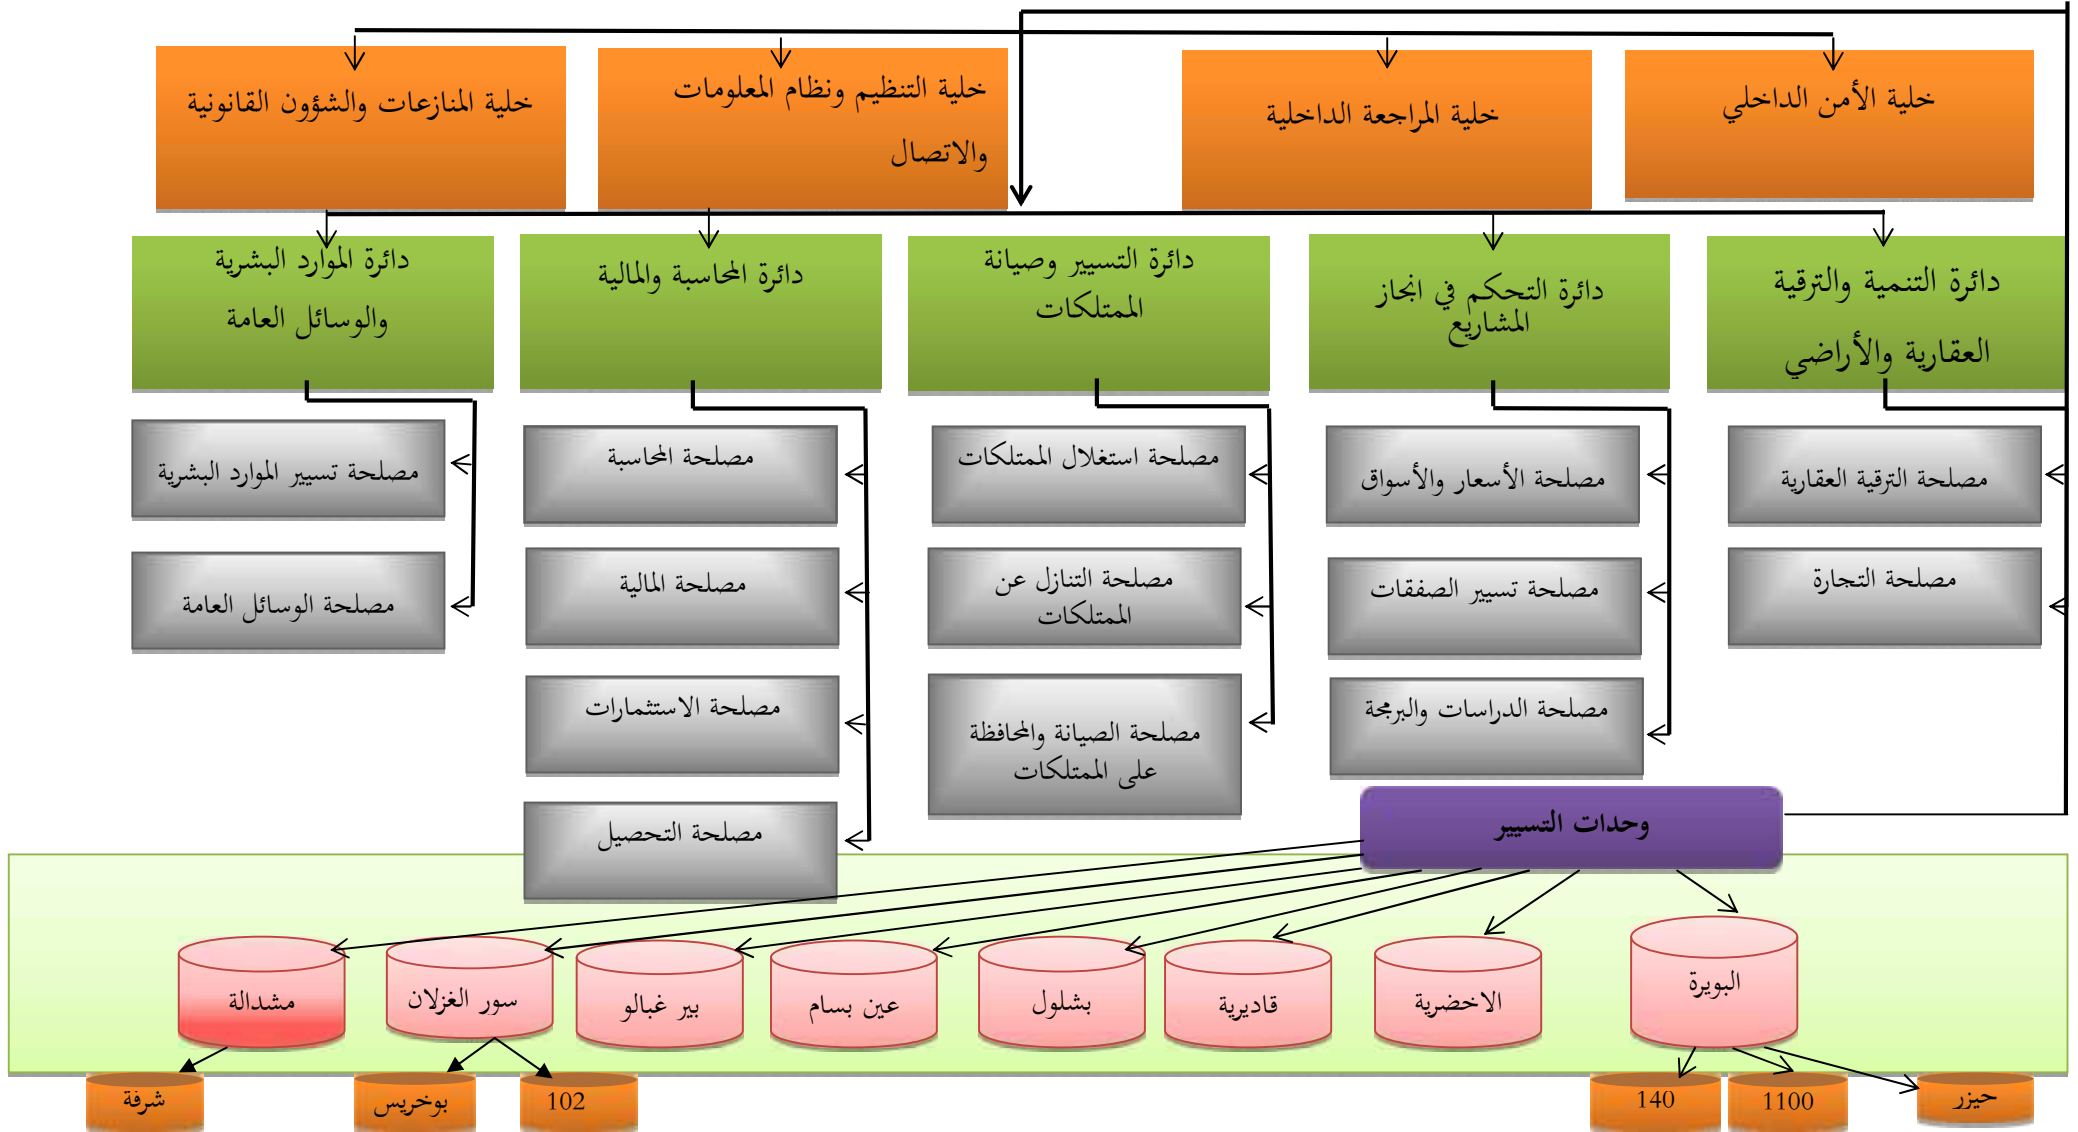 خلية الأمن الداخلي
خلية المراجعة الداخلية
خلية التنظيم ونظام المعلومات
والاتصال
خلية المنازعات والشؤون القانونية
دائرة التنمية والترقية
العقارية والأراضي
دائرة التحكم في انجاز
المشاريع
دائرة التسيير وصيانة
الممتلكات
دائرة المحاسبة والمالية
دائرة الموارد البشرية
والوسائل العامة
مصلحة الترقية العقارية
مصلحة التجارة
مصلحة الأسعار والأسواق
مصلحة تسيير الصفقات
مصلحة الدراسات والبرمجة
مصلحة استغلال الممتلكات
مصلحة التنازل عن
الممتلكات
مصلحة الصيانة والمحافظة
على الممتلكات
مصلحة المحاسبة
مصلحة المالية
مصلحة الاستثمارات
مصلحة التحصيل
مصلحة تسيير الموارد البشرية
مصلحة الوسائل العامة
وحدات التسيير
البويرة
الاخضرية
قاديرية
بشلول
عين بسام
بير غبالو
سور الغزلان
مشدالة
حيزر
1100
140
102
بوخريس
شرفة